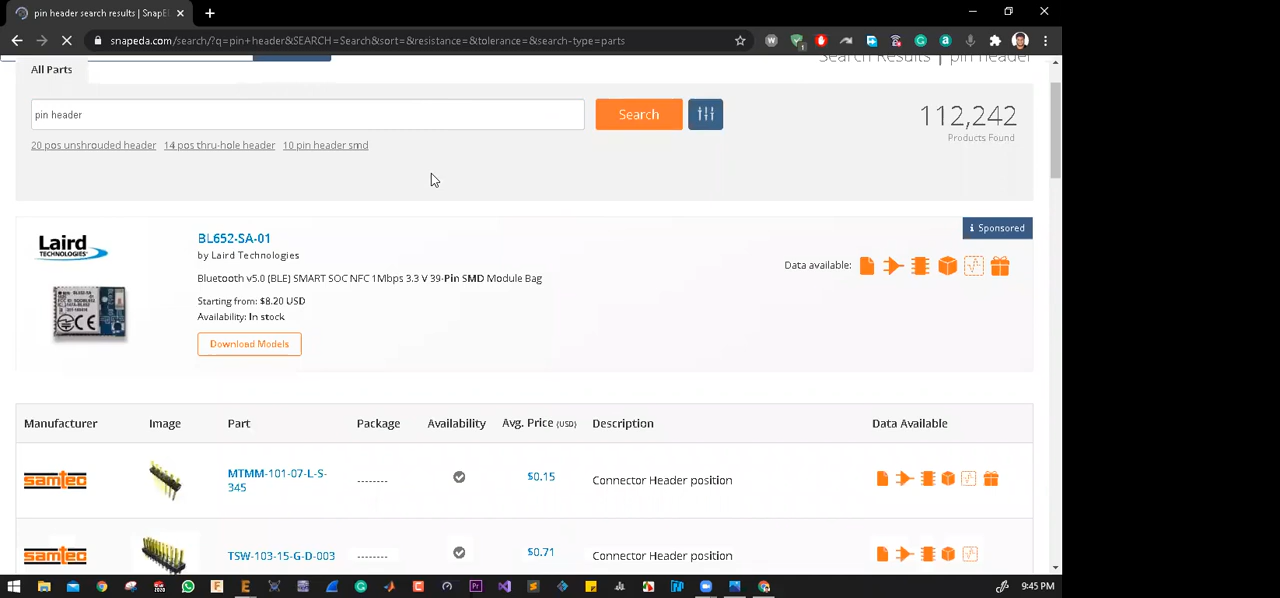 pin header search results | SnapE
snapeda.com/search/?q=pin+header&SEARCH=Search&sort=&resistance=&tolerance=&search-type=parts
Search Results | pin header
All Parts
pin header
Search
112,242
Products Found
20 pos unshrouded header 14 pos thru-hole header 10 pin header smd
Laird
TECHNOLOGIES
BL652-SA-01
Sponsored
by Laird Technologies
Data available:
Bluetooth v5.0 (BLE) SMART SOC NFC 1Mbps 3.3 V 39-Pin SMD Module Bag
Starting from: $8.20 USD
Availability: In stock
Download Models
Manufacturer Image Part Package Availability Avg. Price (USD) Description Data Available
samtec MTMM-101-07-L-S-
345 -------- $0.15 Connector Header position
samtec TSW-103-15-G-D-003 -------- $0.71 Connector Header position
9:45 PM